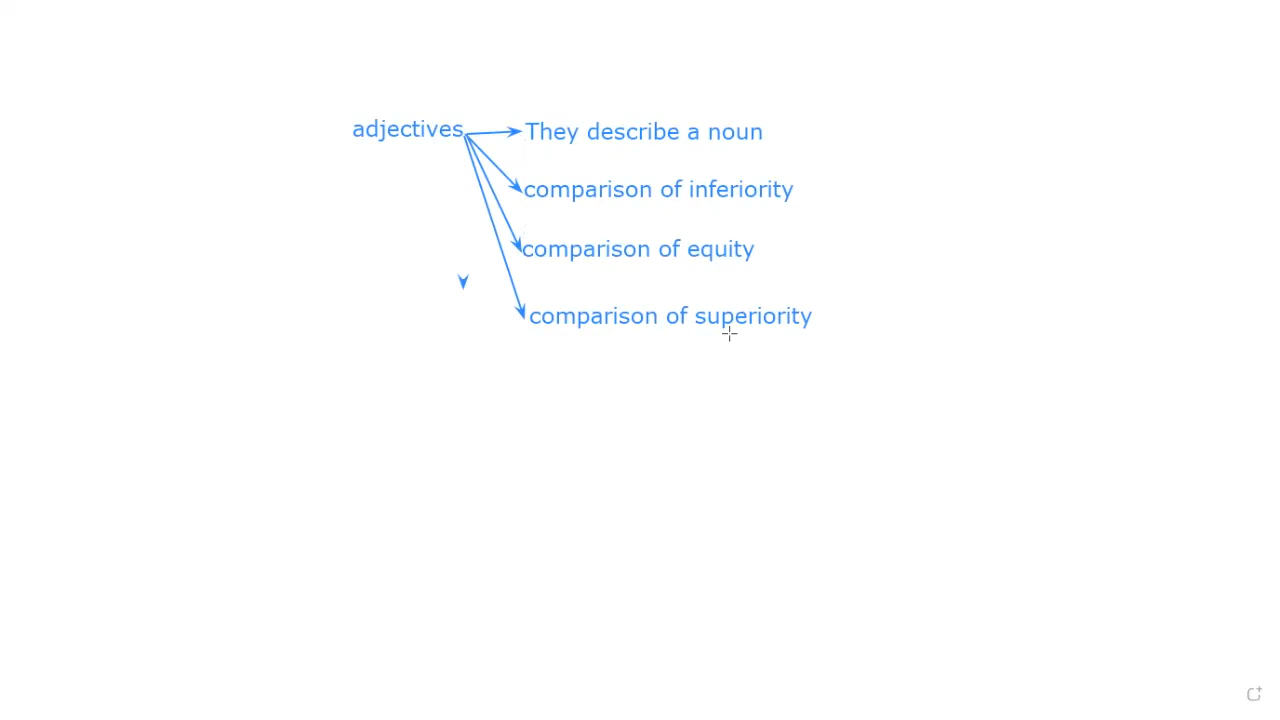 adjectives
They describe a noun
comparison of inferiority
comparison of equity
comparison of superiority